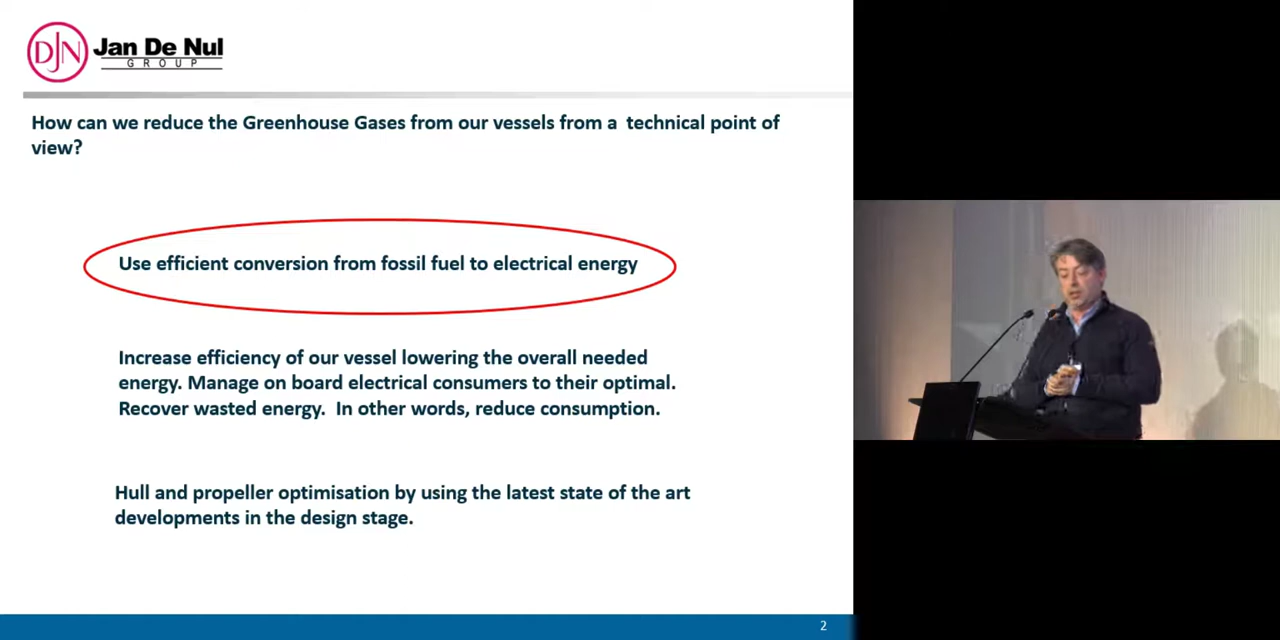 DJN
Jan De Nul
GROUP
How can we reduce the Greenhouse Gases from our vessels from a technical point of
view?
Use efficient conversion from fossil fuel to electrical energy
Increase efficiency of our vessel lowering the overall needed
energy. Manage on board electrical consumers to their optimal.
Recover wasted energy. In other words, reduce consumption.
Hull and propeller optimisation by using the latest state of the art
developments in the design stage.
2